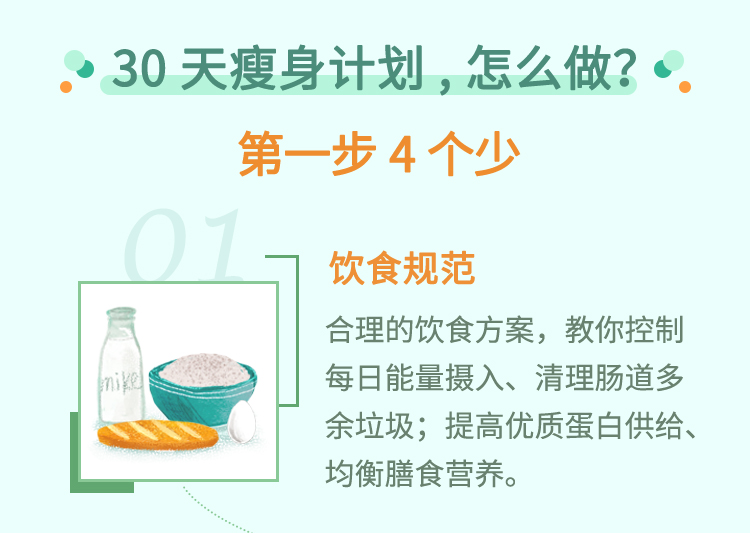 30 天瘦身计划 , 怎么做?
第一步 4 个少
01
饮食规范
合理的饮食方案，教你控制
每日能量摄入、清理肠道多
余垃圾；提高优质蛋白供给、
均衡膳食营养。
mike